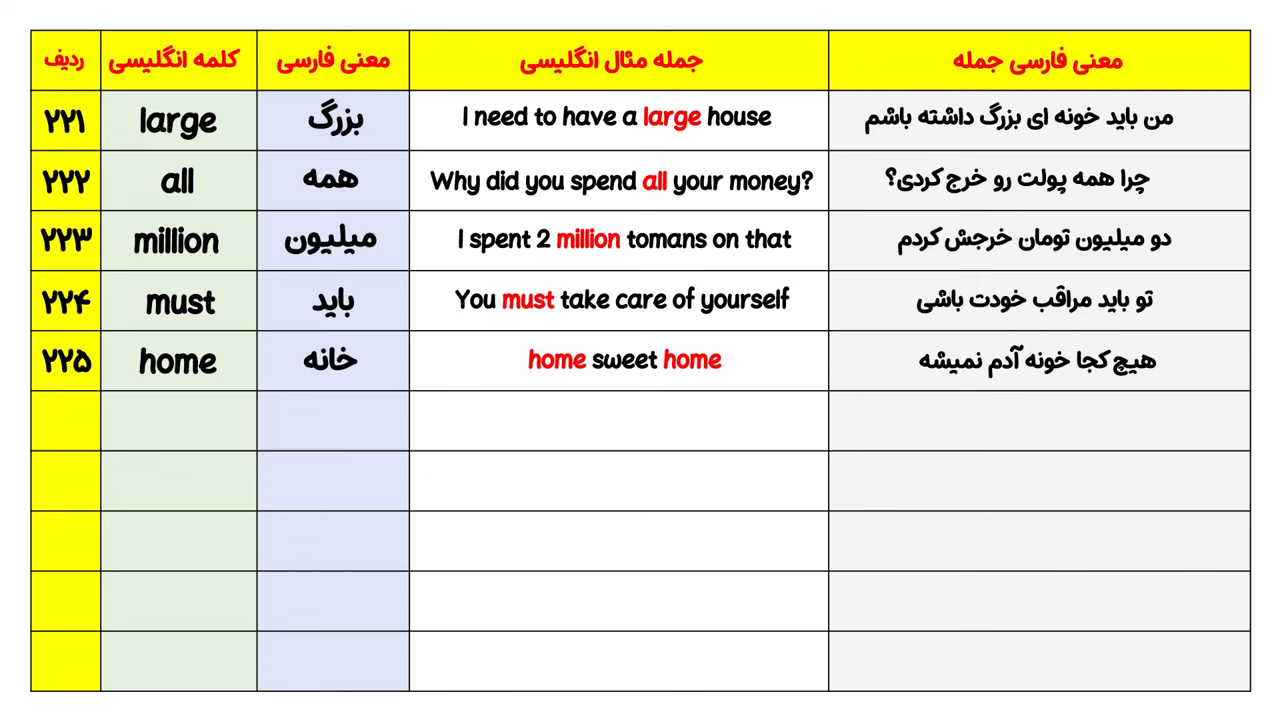 ردیف کلمه انگلیسی معنی فارسی جمله مثال انگلیسی معنی فارسی جمله
۲۲۱ large بزرگ I need to have a large house من باید خونه ای بزرگ داشته باشم
۲۲۲ all همه Why did you spend all your money? چرا همه پولت رو خرج کردی؟
۲۲۳ million میلیون I spent 2 million tomans on that دو میلیون تومان خرجش کردم
۲۲۴ must باید You must take care of yourself تو باید مراقب خودت باشی
۲۲۵ home خانه home sweet home هیچ کجا خونه آدم نمیشه